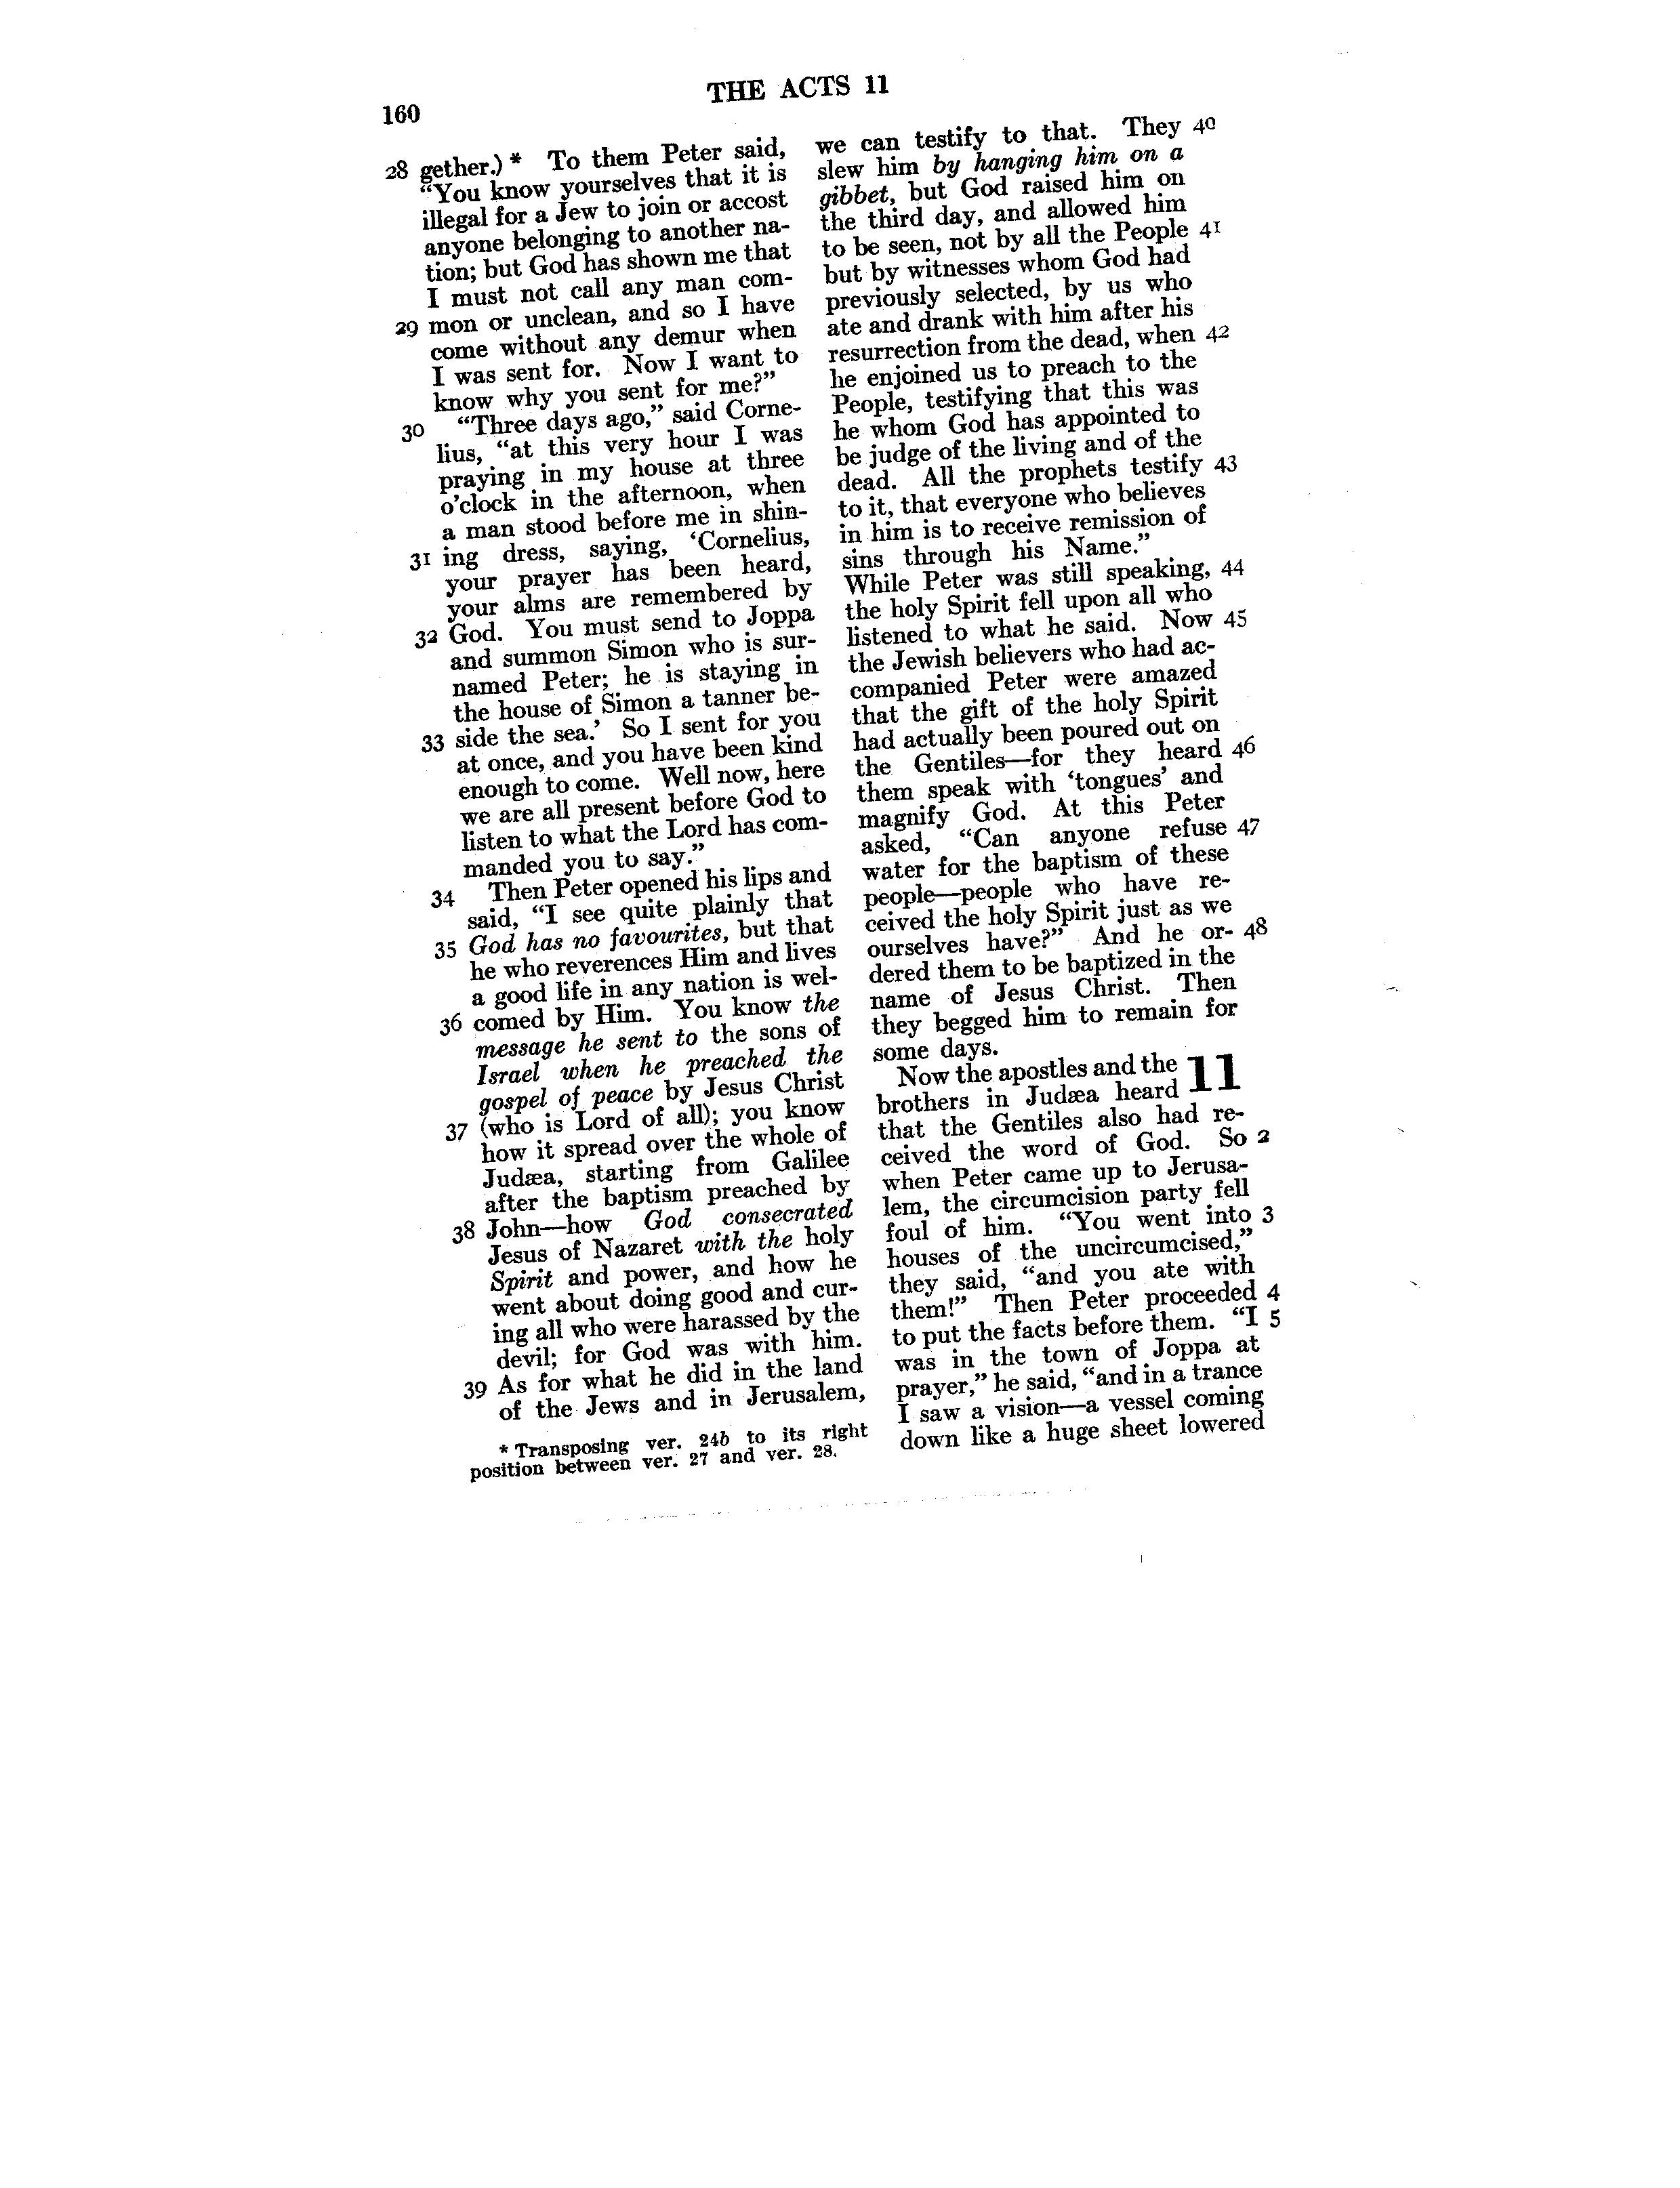 160
THE ACTS 11
28 gether.) * To them Peter said,
“You know yourselves that it is
illegal for a Jew to join or accost
anyone belonging to another na-
tion; but God has shown me that
I must not call any man com-
29 mon or unclean, and so I have
come without any demur when
I was sent for. Now I want to
know why you sent for me?”
30 “Three days ago,” said Corne-
lius, “at this very hour I was
praying in my house at three
o’clock in the afternoon, when
a man stood before me in shin-
31 ing dress, saying, ‘Cornelius,
your prayer has been heard,
your alms are remembered by
32 God. You must send to Joppa
and summon Simon who is sur-
named Peter; he is staying in
the house of Simon a tanner be-
33 side the sea.’ So I sent for you
at once, and you have been kind
enough to come. Well now, here
we are all present before God to
listen to what the Lord has com-
manded you to say.”
34 Then Peter opened his lips and
said, “I see quite plainly that
35 God has no favourites, but that
he who reverences Him and lives
a good life in any nation is wel-
36 comed by Him. You know the
message he sent to the sons of
Israel when he preached the
gospel of peace by Jesus Christ
37 (who is Lord of all); you know
how it spread over the whole of
Judæa, starting from Galilee
after the baptism preached by
38 John—how God consecrated
Jesus of Nazaret with the holy
Spirit and power, and how he
went about doing good and cur-
ing all who were harassed by the
devil; for God was with him.
39 As for what he did in the land
of the Jews and in Jerusalem,
* Transposing ver. 24b to its right
position between ver. 27 and ver. 28.
we can testify to that. They 40
slew him by hanging him on a
gibbet, but God raised him on
the third day, and allowed him
to be seen, not by all the People 41
but by witnesses whom God had
previously selected, by us who
ate and drank with him after his
resurrection from the dead, when 42
he enjoined us to preach to the
People, testifying that this was
he whom God has appointed to
be judge of the living and of the
dead. All the prophets testify 43
to it, that everyone who believes
in him is to receive remission of
sins through his Name.”
While Peter was still speaking, 44
the holy Spirit fell upon all who
listened to what he said. Now 45
the Jewish believers who had ac-
companied Peter were amazed
that the gift of the holy Spirit
had actually been poured out on
the Gentiles—for they heard 46
them speak with ‘tongues’ and
magnify God. At this Peter
asked, “Can anyone refuse 47
water for the baptism of these
people—people who have re-
ceived the holy Spirit just as we
ourselves have?” And he or- 48
dered them to be baptized in the
name of Jesus Christ. Then
they begged him to remain for
some days.
Now the apostles and the 11
brothers in Judæa heard
that the Gentiles also had re-
ceived the word of God. So 2
when Peter came up to Jerusa-
lem, the circumcision party fell
foul of him. “You went into 3
houses of the uncircumcised,”
they said, “and you ate with
them!” Then Peter proceeded 4
to put the facts before them. “I 5
was in the town of Joppa at
prayer,” he said, “and in a trance
I saw a vision—a vessel coming
down like a huge sheet lowered